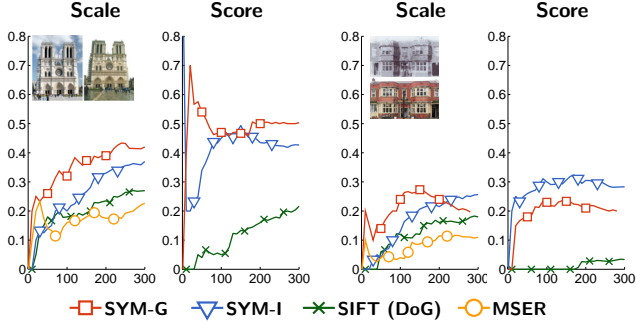 Scale Score Scale Score
0.8 0.8 0.8 0.8
0.7 0.7 0.7 0.7
0.6 0.6 0.6 0.6
0.5 0.5 0.5 0.5
0.4 0.4 0.4 0.4
0.3 0.3 0.3 0.3
0.2 0.2 0.2 0.2
0.1 0.1 0.1 0.1
0 0 0 0
0 100 200 300 0 100 200 300 0 100 200 300 0 100 200 300
SYM-G SYM-I SIFT (DoG) MSER